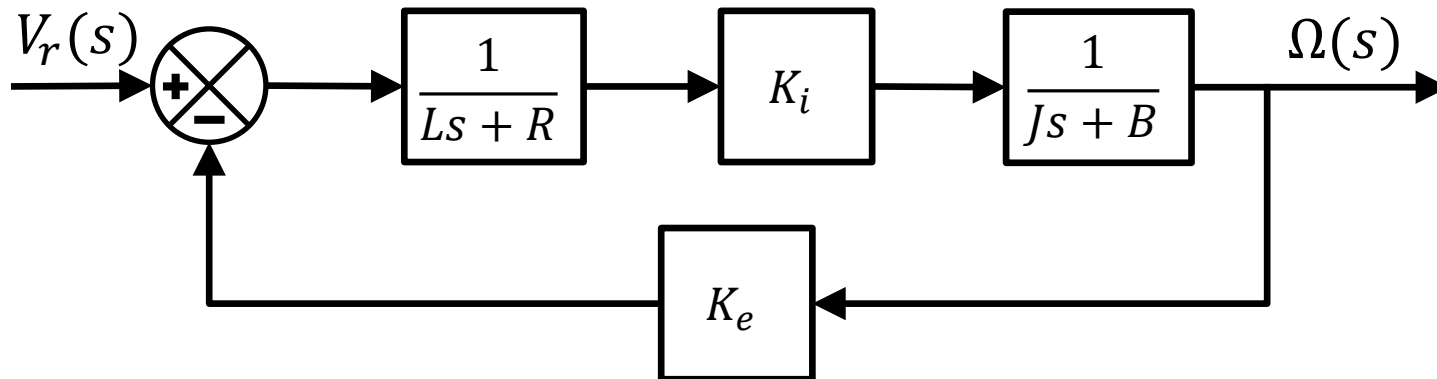 V_r(s)
+
−
1
Ls + R
K_i
1
Js + B
Ω(s)
K_e